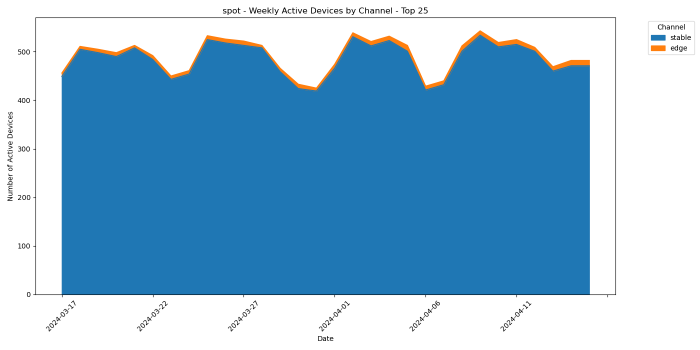 spot - Weekly Active Devices by Channel - Top 25
Channel
stable
edge
Number of Active Devices
500
400
300
200
100
0
2024-03-17
2024-03-22
2024-03-27
2024-04-01
2024-04-06
2024-04-11
Date